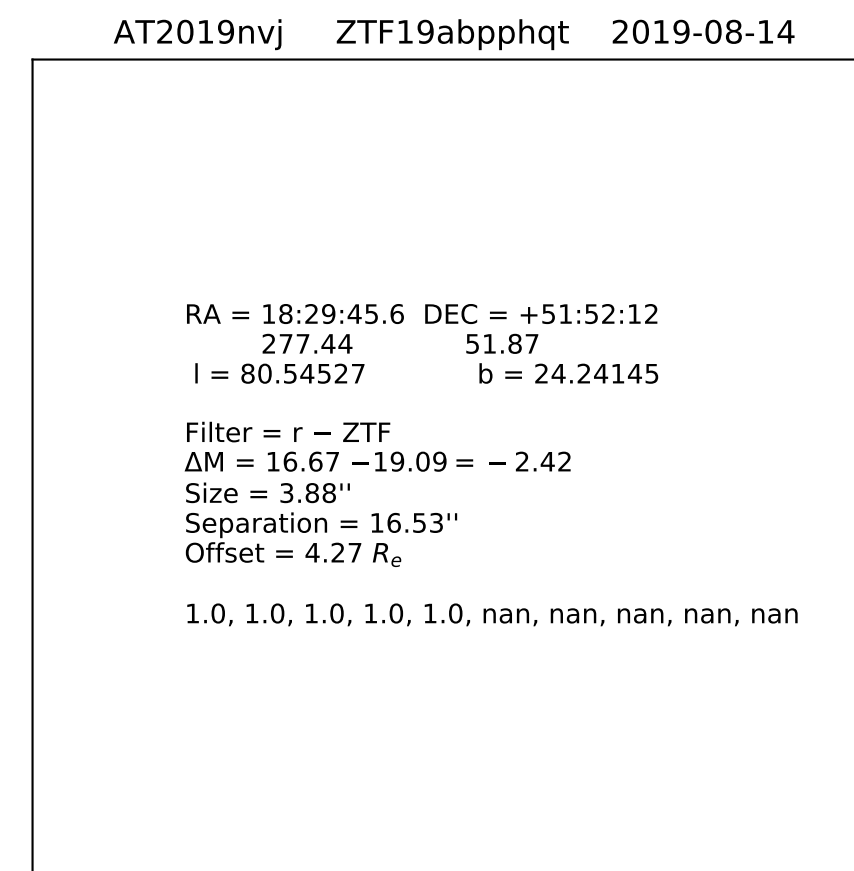 AT2019nvj ZTF19abpphqt 2019-08-14
RA = 18:29:45.6 DEC = +51:52:12
277.44 51.87
l = 80.54527 b = 24.24145
Filter = r − ZTF
ΔM = 16.67 −19.09 = − 2.42
Size = 3.88''
Separation = 16.53''
Offset = 4.27 Rₑ
1.0, 1.0, 1.0, 1.0, 1.0, nan, nan, nan, nan, nan